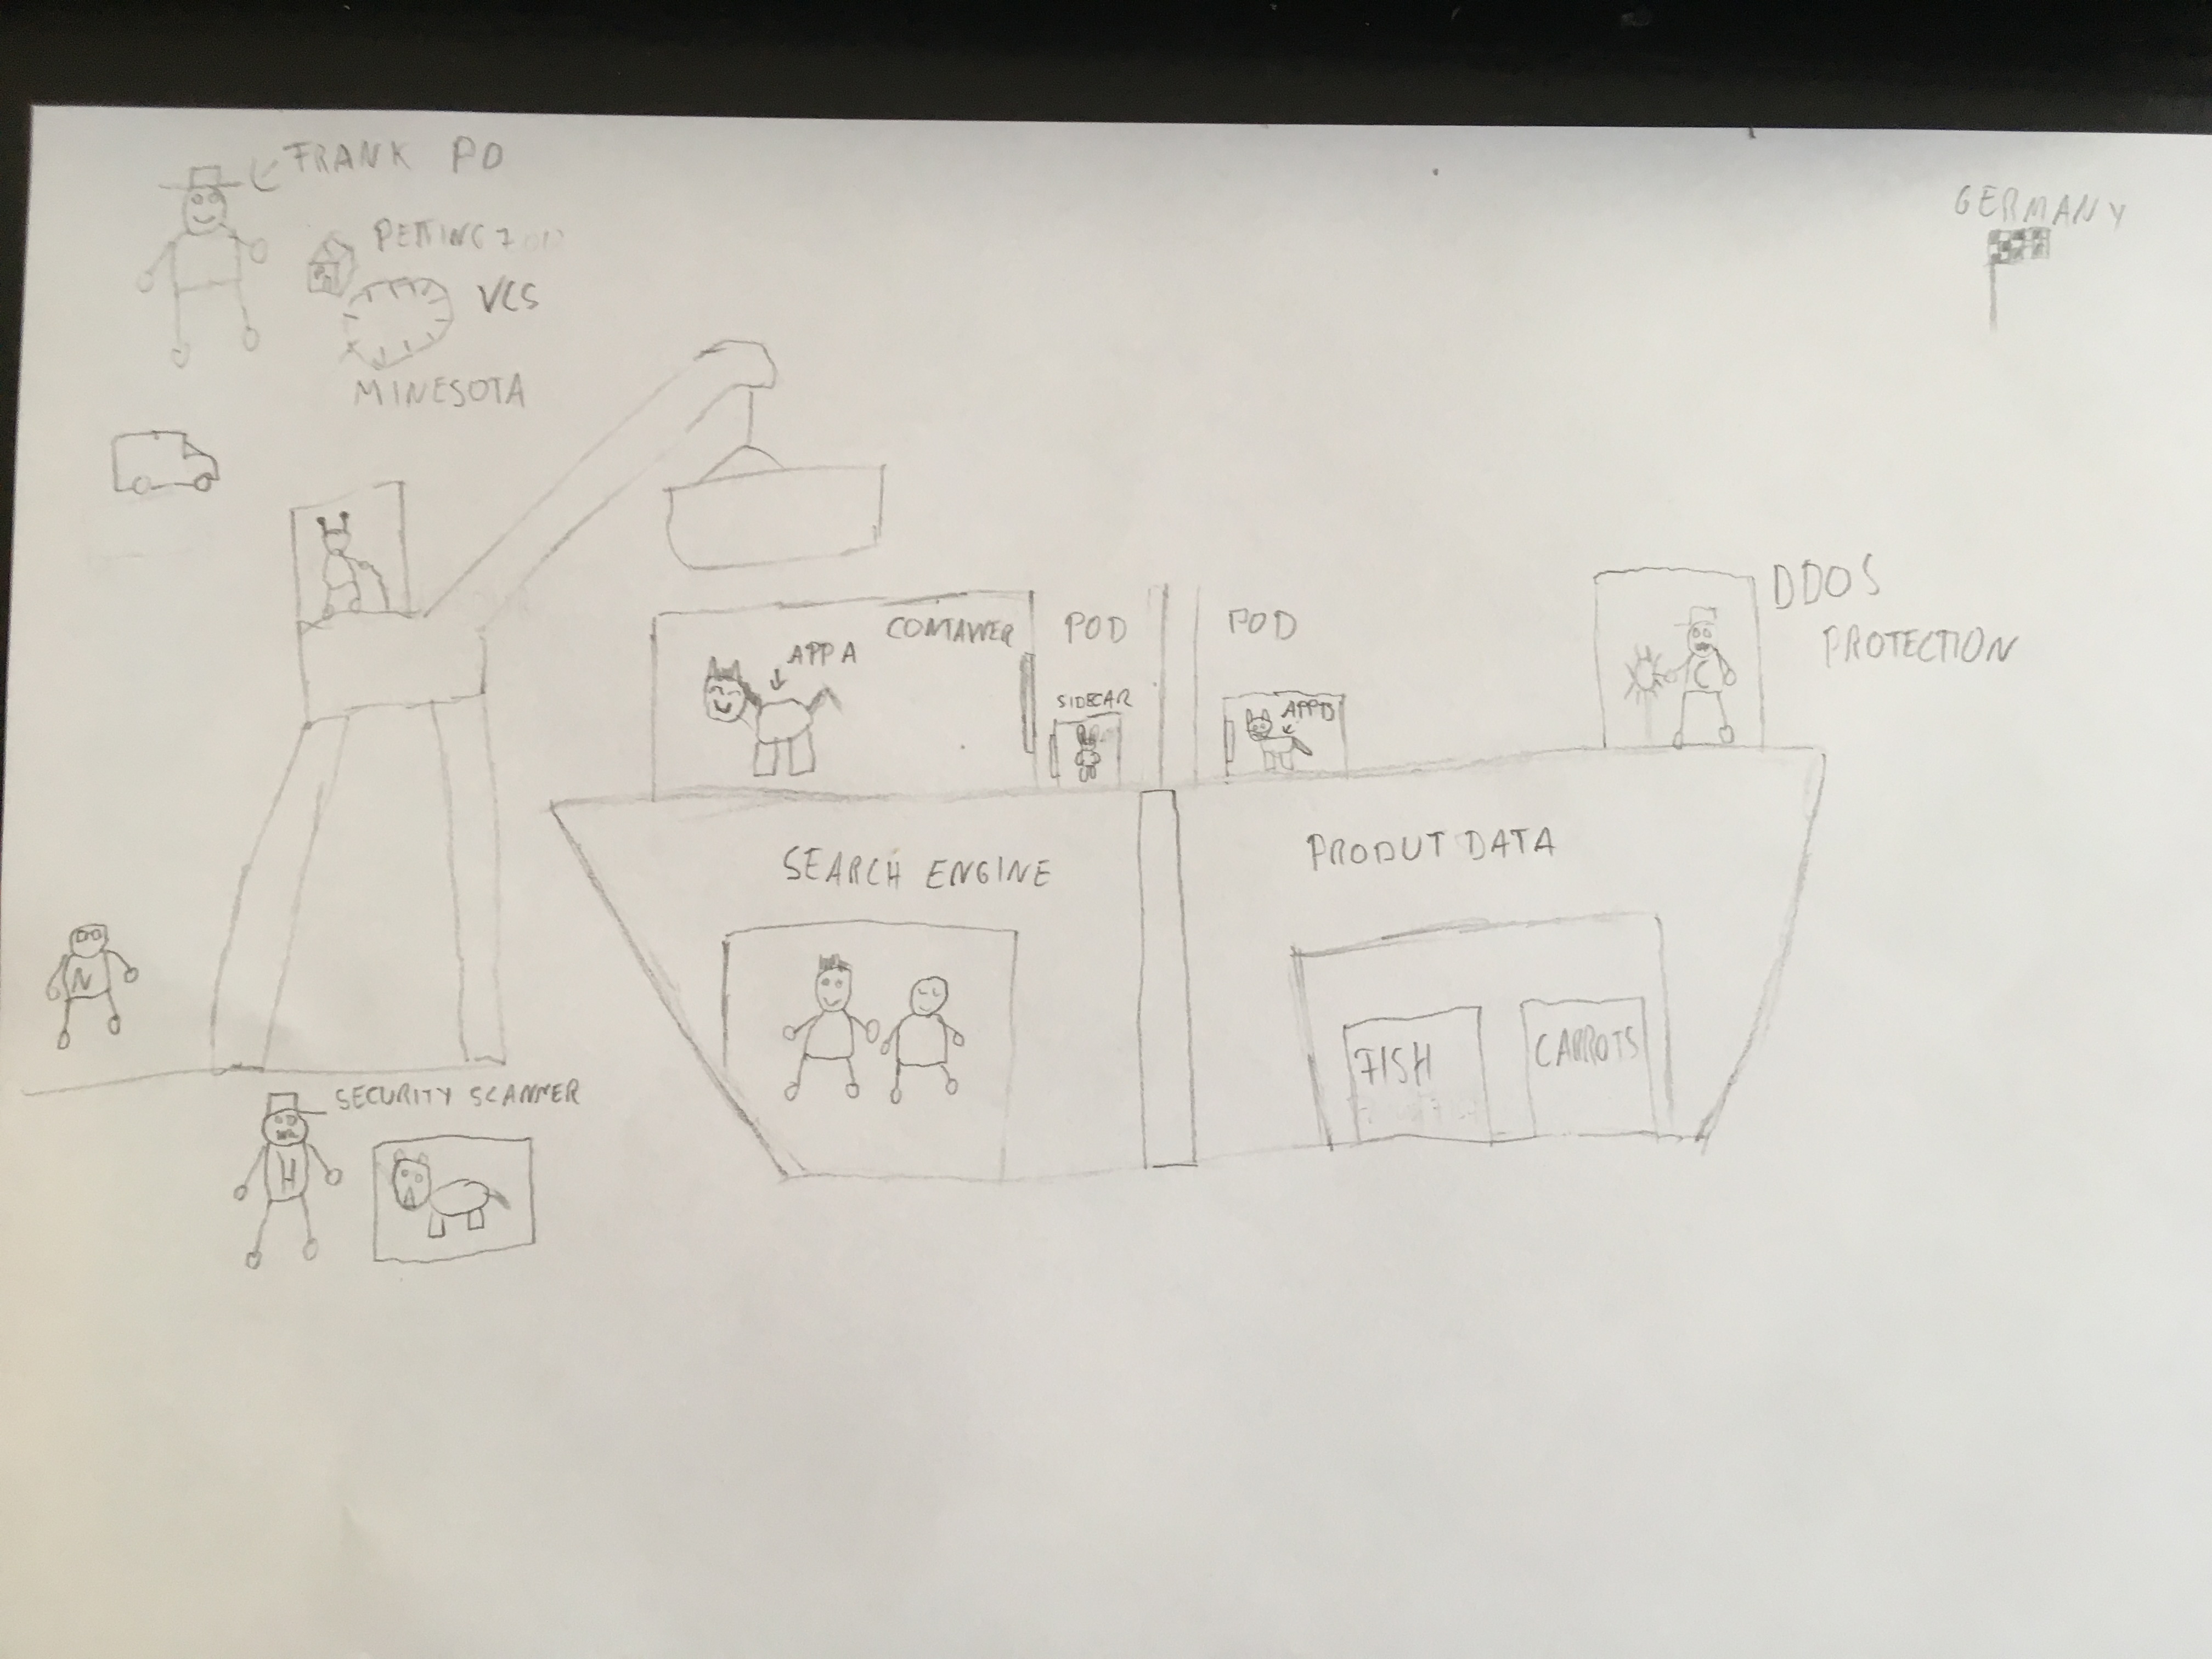 FRANK PO
PETTING ZOO
VCS
MINESOTA
GERMANY
DDOS
PROTECTION
CONTAINER
APP A
POD
SIDECAR
POD
APP B
SEARCH ENGINE
PRODUT DATA
FISH
CARROTS
N
C
SECURITY SCANNER
H